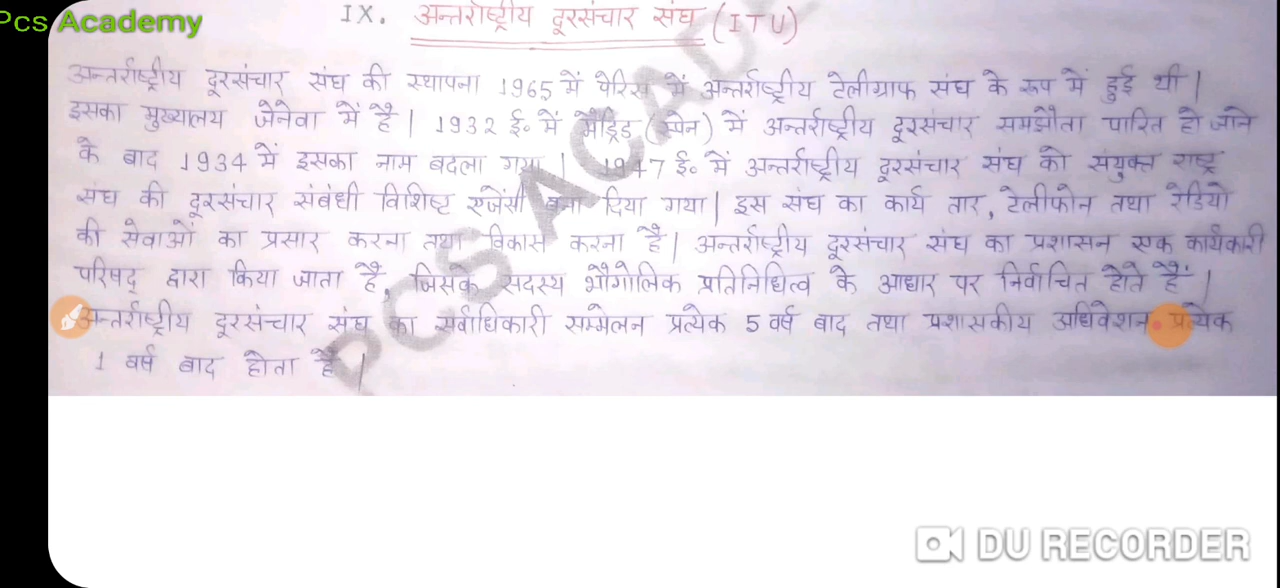 Pcs Academy
IX. अन्तर्राष्ट्रीय दूरसंचार संघ (ITU)
अन्तर्राष्ट्रीय दूरसंचार संघ की स्थापना 1965 में पेरिस में अन्तर्राष्ट्रीय टेलीग्राफ संघ के रूप में हुई थी|
इसका मुख्यालय जेनेवा में है| 1932 ई० में मैड्रिड (स्पेन) में अन्तर्राष्ट्रीय दूरसंचार समझौता पारित हो जाने
के बाद 1934 में इसका नाम बदला गया| 1947 ई० में अन्तर्राष्ट्रीय दूरसंचार संघ को संयुक्त राष्ट्र
संघ की दूरसंचार संबंधी विशिष्ट एजेंसी बना दिया गया| इस संघ का कार्य तार, टेलीफोन तथा रेडियो
की सेवाओं का प्रसार करना तथा विकास करना है| अन्तर्राष्ट्रीय दूरसंचार संघ का प्रशासन एक कार्यकारी
परिषद् द्वारा किया जाता है, जिसके सदस्य भौगोलिक प्रतिनिधित्व के आधार पर निर्वाचित होते हैं|
अन्तर्राष्ट्रीय दूरसंचार संघ का सर्वाधिकारी सम्मेलन प्रत्येक 5 वर्ष बाद तथा प्रशासकीय अधिवेशन प्रत्येक
1 वर्ष बाद होता है|
PCS ACAD
DU RECORDER